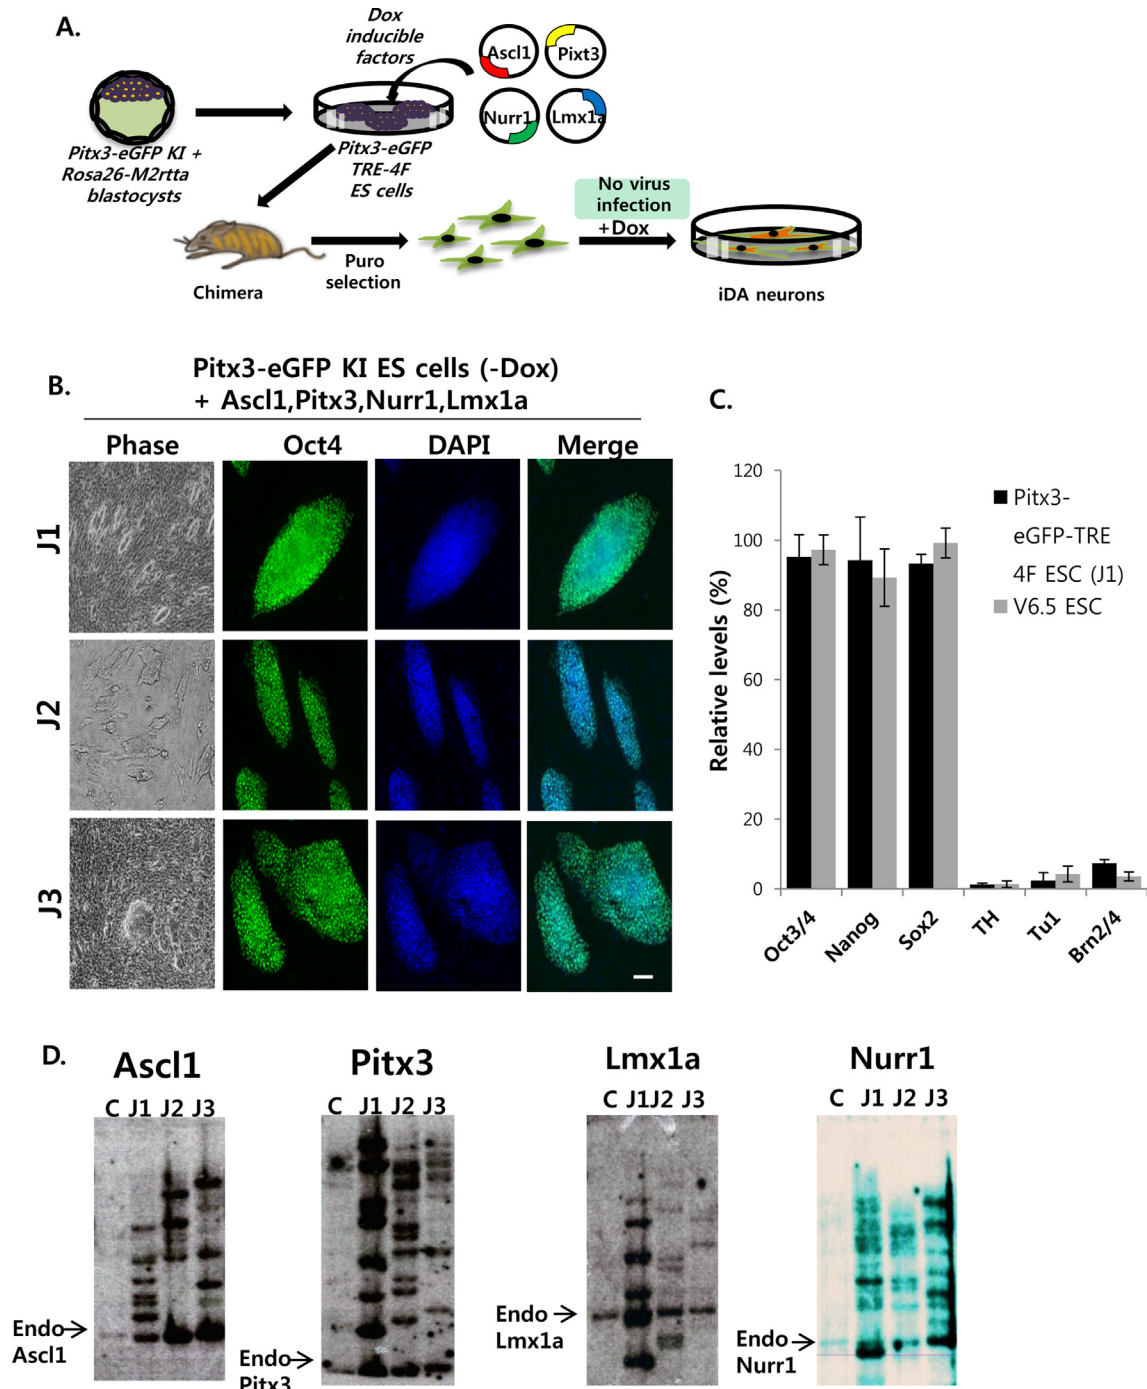 A.
Dox
inducible
factors
Ascl1
Pixt3
Nurr1
Lmx1a
Pitx3-eGFP KI +
Rosa26-M2rtta
blastocysts
Pitx3-eGFP
TRE-4F
ES cells
No virus
infection
+Dox
Puro
selection
Chimera
iDA neurons
B.
Pitx3-eGFP KI ES cells (-Dox)
+ Ascl1,Pitx3,Nurr1,Lmx1a
Phase Oct4 DAPI Merge
J1
J2
J3
C.
Relative levels (%)
120
100
80
60
40
20
0
Oct3/4 Nanog Sox2 TH Tu1 Brn2/4
Pitx3-
eGFP-TRE
4F ESC (J1)
V6.5 ESC
D.
Ascl1
C J1 J2 J3
Endo
Ascl1
Pitx3
C J1 J2 J3
Endo
Pitx3
Lmx1a
C J1 J2 J3
Endo
Lmx1a
Nurr1
C J1 J2 J3
Endo
Nurr1